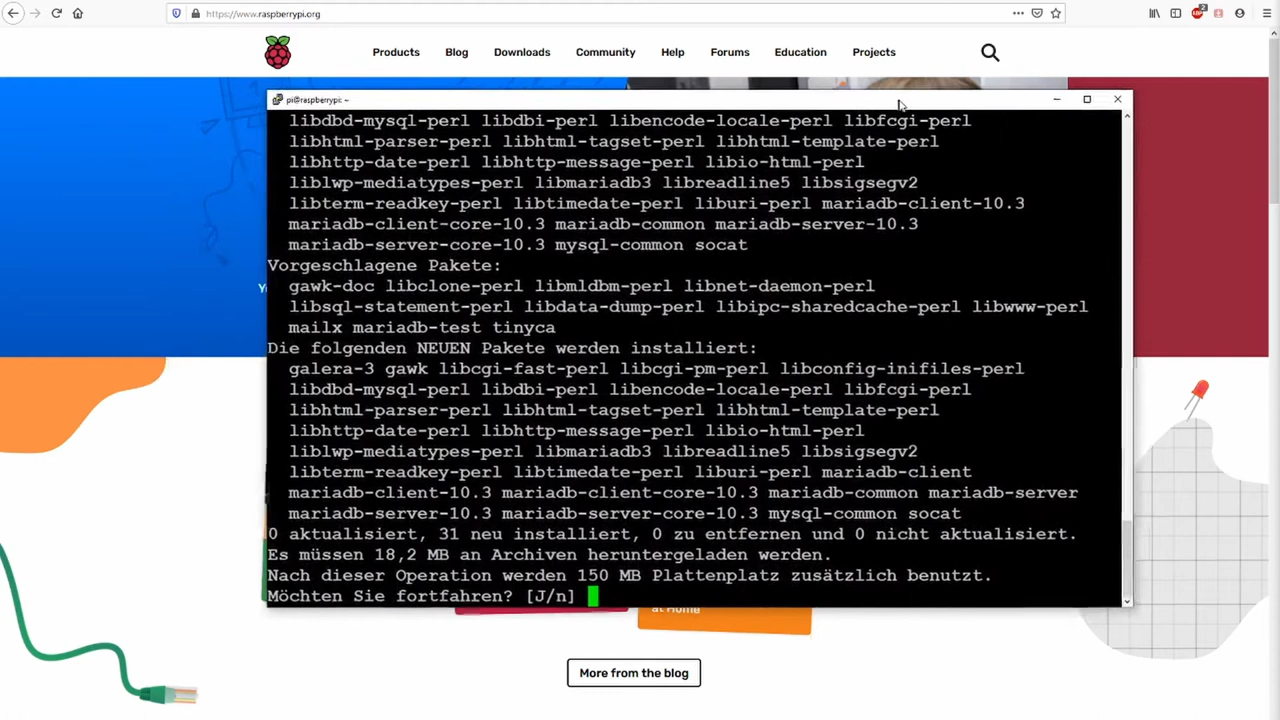 https://www.raspberrypi.org
Products Blog Downloads Community Help Forums Education Projects
pi@raspberrypi: ~
libdbd-mysql-perl libdbi-perl libencode-locale-perl libfcgi-perl
libhtml-parser-perl libhtml-tagset-perl libhtml-template-perl
libhttp-date-perl libhttp-message-perl libio-html-perl
liblwp-mediatypes-perl libmariadb3 libreadline5 libsigsegv2
libterm-readkey-perl libtimedate-perl liburi-perl mariadb-client-10.3
mariadb-client-core-10.3 mariadb-common mariadb-server-10.3
mariadb-server-core-10.3 mysql-common socat
Vorgeschlagene Pakete:
gawk-doc libclone-perl libmldbm-perl libnet-daemon-perl
libsql-statement-perl libdata-dump-perl libipc-sharedcache-perl libwww-perl
mailx mariadb-test tinyca
Die folgenden NEUEN Pakete werden installiert:
galera-3 gawk libcgi-fast-perl libcgi-pm-perl libconfig-inifiles-perl
libdbd-mysql-perl libdbi-perl libencode-locale-perl libfcgi-perl
libhtml-parser-perl libhtml-tagset-perl libhtml-template-perl
libhttp-date-perl libhttp-message-perl libio-html-perl
liblwp-mediatypes-perl libmariadb3 libreadline5 libsigsegv2
libterm-readkey-perl libtimedate-perl liburi-perl mariadb-client
mariadb-client-10.3 mariadb-client-core-10.3 mariadb-common mariadb-server
mariadb-server-10.3 mariadb-server-core-10.3 mysql-common socat
0 aktualisiert, 31 neu installiert, 0 zu entfernen und 0 nicht aktualisiert.
Es müssen 18,2 MB an Archiven heruntergeladen werden.
Nach dieser Operation werden 150 MB Plattenplatz zusätzlich benutzt.
Möchten Sie fortfahren? [J/n]
at Home
More from the blog